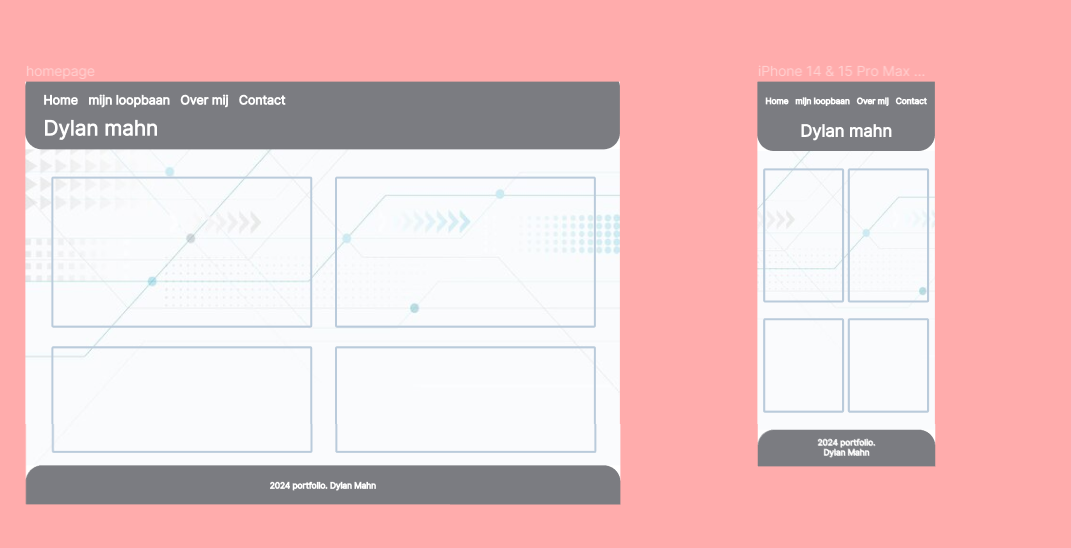 homepage
Home mijn loopbaan Over mij Contact
Dylan mahn
2024 portfolio. Dylan Mahn
iPhone 14 & 15 Pro Max ...
Home mijn loopbaan Over mij Contact
Dylan mahn
2024 portfolio.
Dylan Mahn